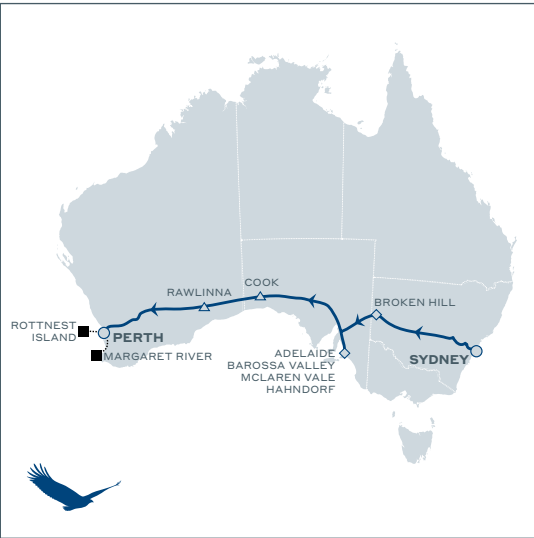 COOK
RAWLINNA
BROKEN HILL
ROTTNEST
ISLAND
PERTH
MARGARET RIVER
ADELAIDE
BAROSSA VALLEY
MCLAREN VALE
HAHNDORF
SYDNEY